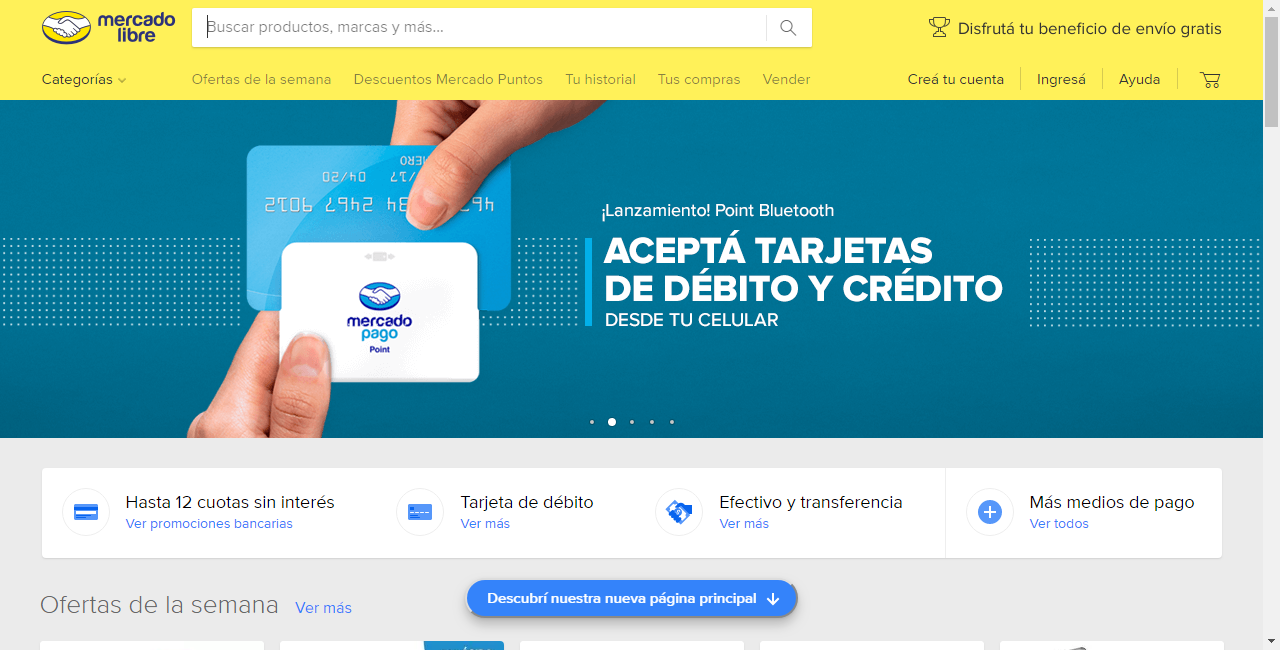 mercado
libre
Buscar productos, marcas y más...
Disfrutá tu beneficio de envío gratis
Categorías
Ofertas de la semana
Descuentos Mercado Puntos
Tu historial
Tus compras
Vender
Creá tu cuenta
Ingresá
Ayuda
04/20
2016
¡Lanzamiento! Point Bluetooth
ACEPTÁ TARJETAS
DE DÉBITO Y CRÉDITO
DESDE TU CELULAR
mercado
pago
Point
Hasta 12 cuotas sin interés
Ver promociones bancarias
Tarjeta de débito
Ver más
Efectivo y transferencia
Ver más
Más medios de pago
Ver todos
Ofertas de la semana
Ver más
Descubrí nuestra nueva página principal